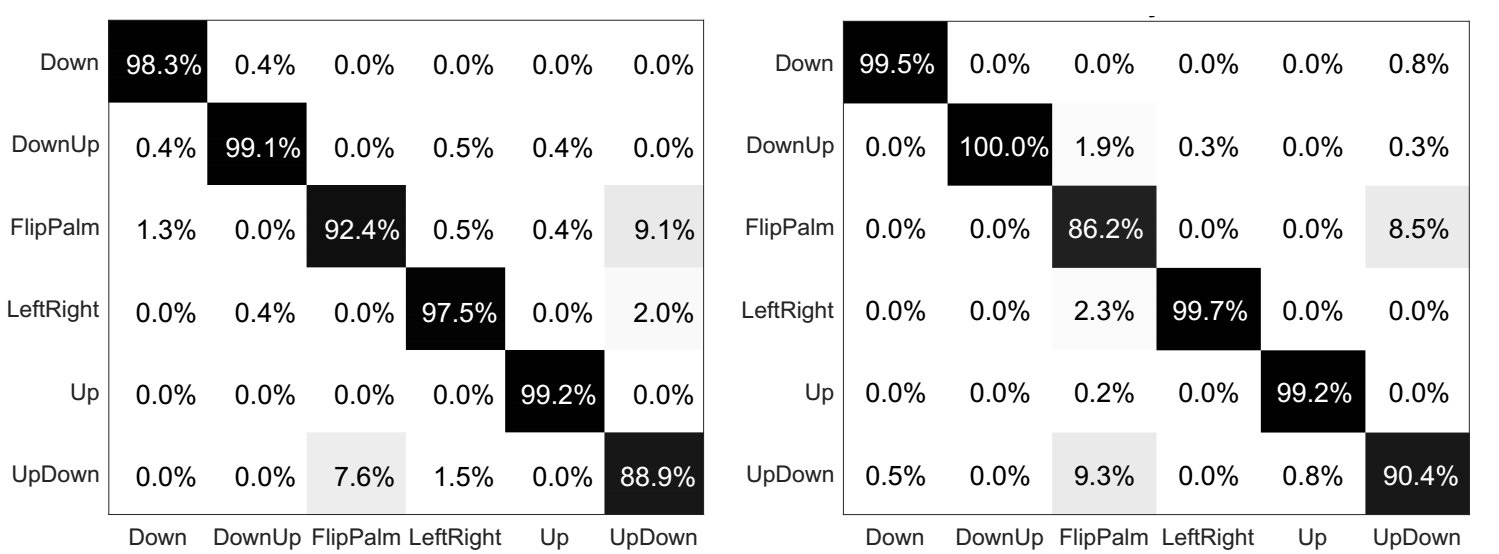 Down 98.3% 0.4% 0.0% 0.0% 0.0% 0.0%
DownUp 0.4% 99.1% 0.0% 0.5% 0.4% 0.0%
FlipPalm 1.3% 0.0% 92.4% 0.5% 0.4% 9.1%
LeftRight 0.0% 0.4% 0.0% 97.5% 0.0% 2.0%
Up 0.0% 0.0% 0.0% 0.0% 99.2% 0.0%
UpDown 0.0% 0.0% 7.6% 1.5% 0.0% 88.9%
Down DownUp FlipPalm LeftRight Up UpDown
Down 99.5% 0.0% 0.0% 0.0% 0.0% 0.8%
DownUp 0.0% 100.0% 1.9% 0.3% 0.0% 0.3%
FlipPalm 0.0% 0.0% 86.2% 0.0% 0.0% 8.5%
LeftRight 0.0% 0.0% 2.3% 99.7% 0.0% 0.0%
Up 0.0% 0.0% 0.2% 0.0% 99.2% 0.0%
UpDown 0.5% 0.0% 9.3% 0.0% 0.8% 90.4%
Down DownUp FlipPalm LeftRight Up UpDown